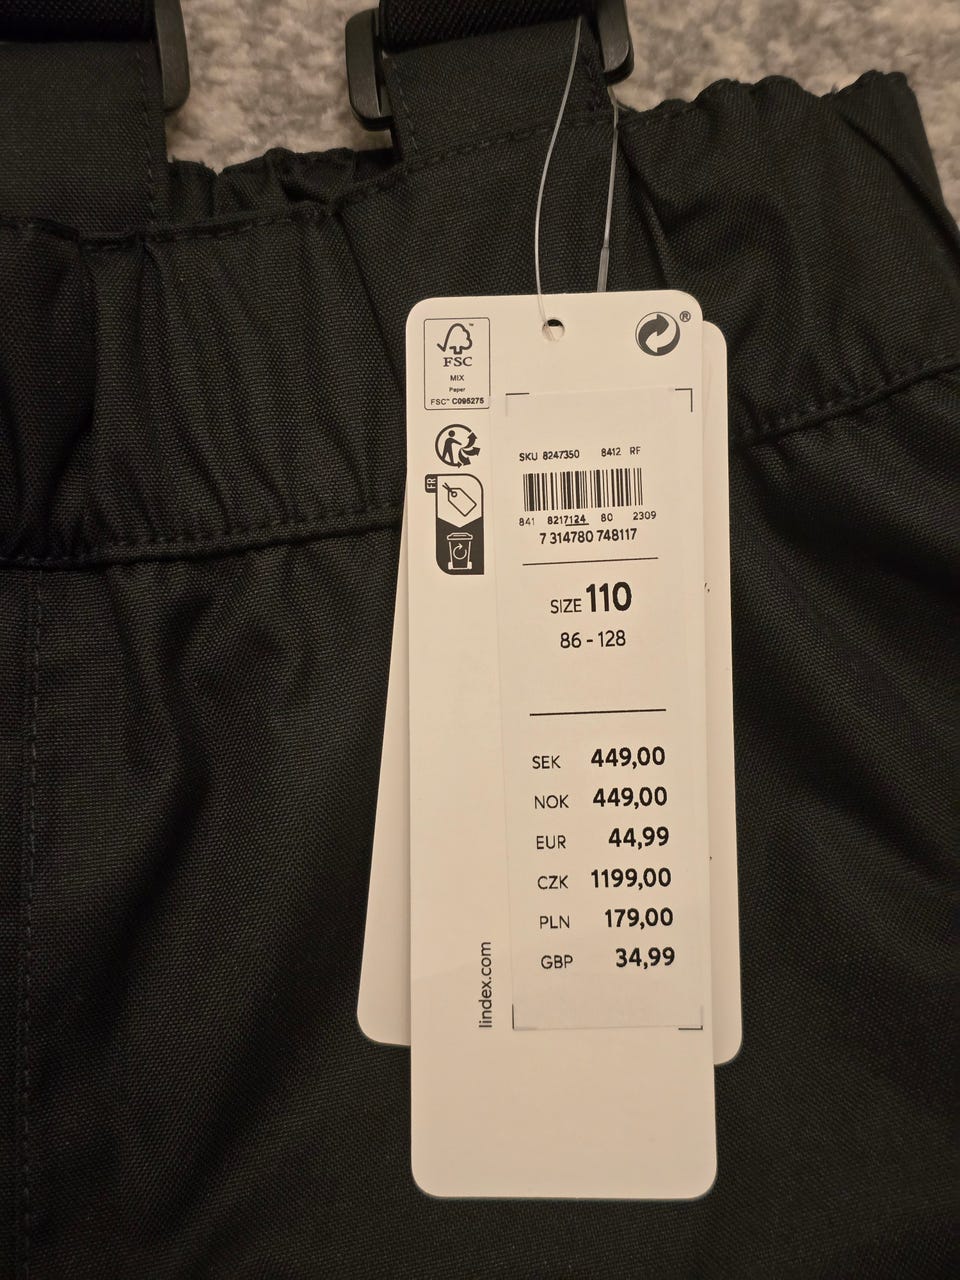 FSC™
MIX
Paper
FSC™ C095275
®
FR
SKU 8247350 8412 RF
841 8217124 80 2309
7 314780 748117
SIZE 110
86 - 128
SEK 449,00
NOK 449,00
EUR 44,99
CZK 1199,00
PLN 179,00
GBP 34,99
lindex.com